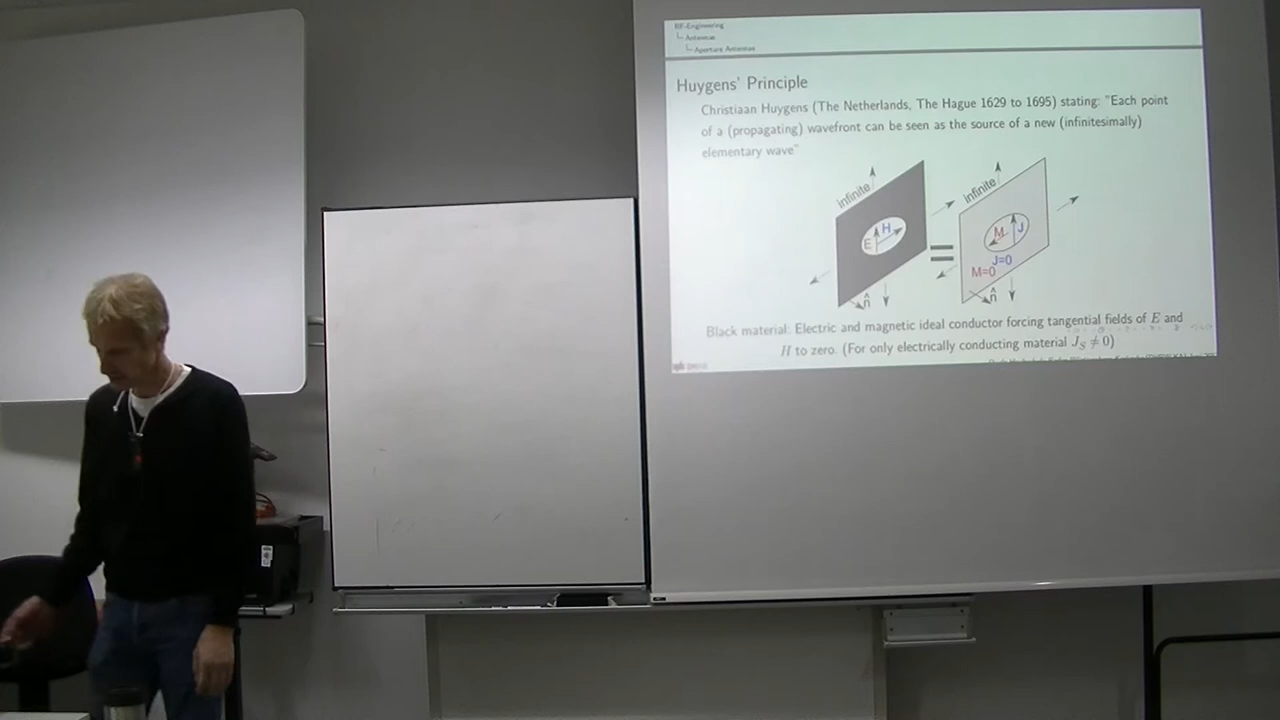 RF-Engineering
Antennas
Aperture Antennas
Huygens' Principle
Christiaan Huygens (The Netherlands, The Hague 1629 to 1695) stating: "Each point
of a (propagating) wavefront can be seen as the source of a new (infinitesimally)
elementary wave"
infinite
infinite
E H
M J
J=0
M=0
n̂
n̂
=
Black material: Electric and magnetic ideal conductor forcing tangential fields of E and
H to zero. (For only electrically conducting material J_S ≠ 0)